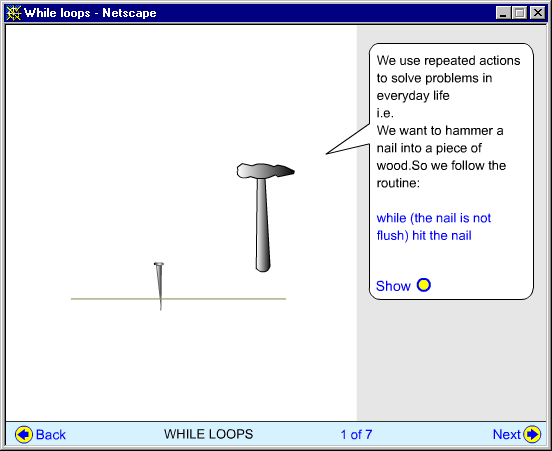 While loops - Netscape
We use repeated actions
to solve problems in
everyday life
i.e.
We want to hammer a
nail into a piece of
wood.So we follow the
routine:
while (the nail is not
flush) hit the nail
Show
Back WHILE LOOPS 1 of 7 Next